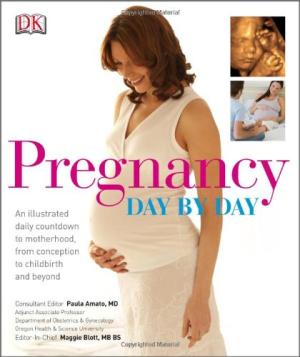 DK
Pregnancy
DAY BY DAY
An illustrated
daily countdown
to motherhood,
from conception
to childbirth
and beyond
Consultant Editor Paula Amato, MD
Adjunct Associate Professor
Department of Obstetrics & Gynecology
Oregon Health & Science University
Editor-In-Chief Maggie Blott, MB BS